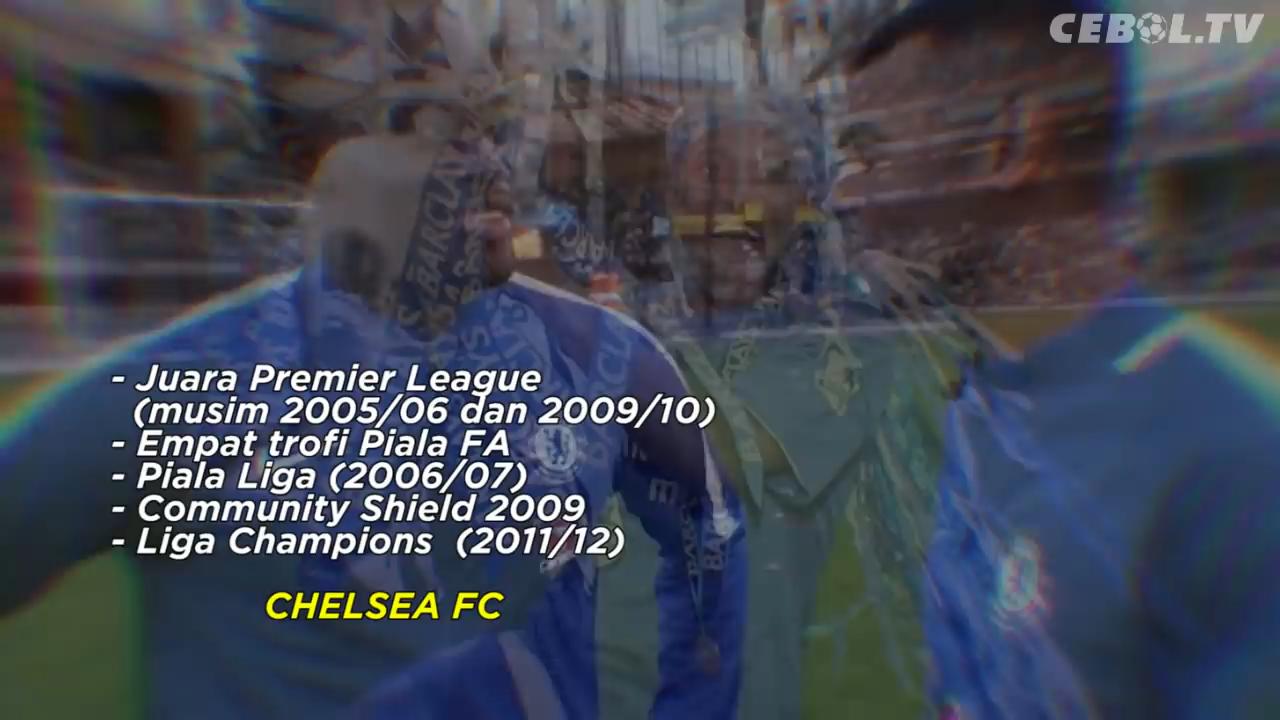 CEBOL.TV
- Juara Premier League
(musim 2005/06 dan 2009/10)
- Empat trofi Piala FA
- Piala Liga (2006/07)
- Community Shield 2009
- Liga Champions (2011/12)
CHELSEA FC